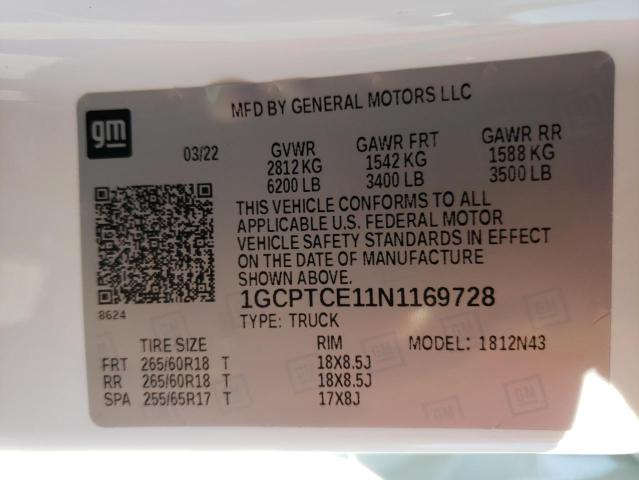 MFD BY GENERAL MOTORS LLC
gm
03/22 GVWR GAWR FRT GAWR RR
2812 KG 1542 KG 1588 KG
6200 LB 3400 LB 3500 LB
THIS VEHICLE CONFORMS TO ALL
APPLICABLE U.S. FEDERAL MOTOR
VEHICLE SAFETY STANDARDS IN EFFECT
ON THE DATE OF MANUFACTURE
SHOWN ABOVE.
1GCPTCE11N1169728
8624
TYPE: TRUCK
TIRE SIZE RIM MODEL: 1812N43
FRT 265/60R18 T 18X8.5J
RR 265/60R18 T 18X8.5J
SPA 255/65R17 T 17X8J